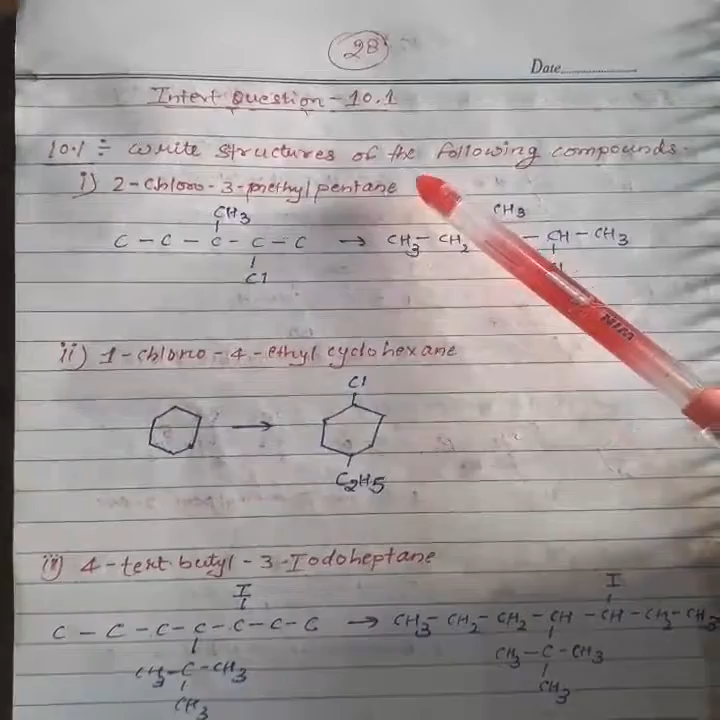 28
Date
Intext Question - 10.1
10.1 ÷ write structures of the following compounds.
i) 2-chloro-3-methyl pentane
CH3 CH3
C - C - C - C - C → CH3 - CH2 - CH - CH3
Cl Cl
MIM
ii) 1-chloro-4-ethyl cyclohexane
Cl
→
C2H5
iii) 4-tert butyl-3-Iodoheptane
I I
C - C - C - C - C - C - C → CH3 - CH2 - CH2 - CH - CH - CH2 - CH3
CH3 - C - CH3 CH3 - C - CH3
CH3 CH3